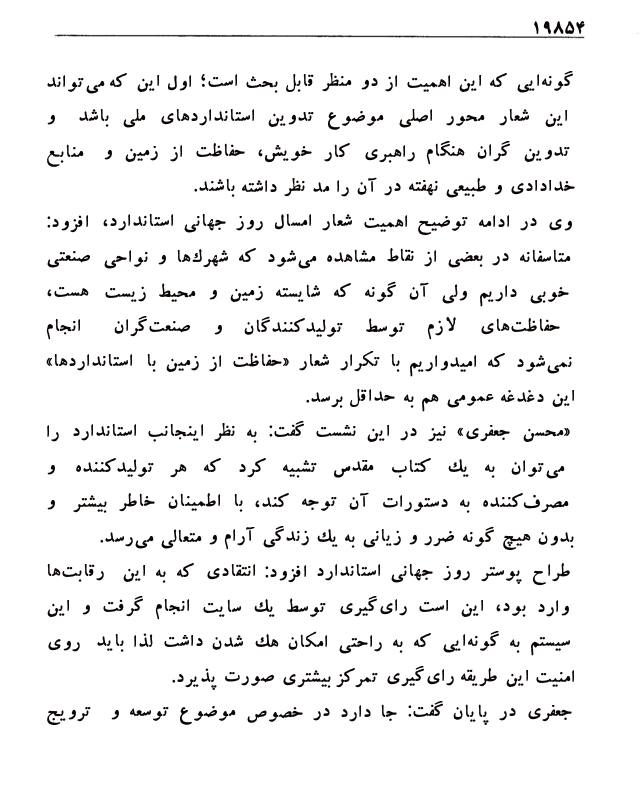 ۱۹۸۵۴
گونه‌ایی که این اهمیت از دو منظر قابل بحث است؛ اول این که می‌تواند
این شعار محور اصلی موضوع تدوین استانداردهای ملی باشد و
تدوین گران هنگام راهبری کار خویش، حفاظت از زمین و منابع
خدادادی و طبیعی نهفته در آن را مد نظر داشته باشند.
وی در ادامه توضیح اهمیت شعار امسال روز جهانی استاندارد، افزود:
متاسفانه در بعضی از نقاط مشاهده می‌شود که شهرك‌ها و نواحی صنعتی
خوبی داریم ولی آن گونه که شایسته زمین و محیط زیست هست،
حفاظت‌های لازم توسط تولیدکنندگان و صنعت‌گران انجام
نمی‌شود که امیدواریم با تکرار شعار «حفاظت از زمین با استانداردها»
این دغدغه عمومی هم به حداقل برسد.
«محسن جعفری» نیز در این نشست گفت: به نظر اینجانب استاندارد را
می‌توان به یك کتاب مقدس تشبیه کرد که هر تولیدکننده و
مصرف‌کننده به دستورات آن توجه کند، با اطمینان خاطر بیشتر و
بدون هیچ گونه ضرر و زیانی به یك زندگی آرام و متعالی می‌رسد.
طراح پوستر روز جهانی استاندارد افزود: انتقادی که به این رقابت‌ها
وارد بود، این است رای‌گیری توسط یك سایت انجام گرفت و این
سیستم به گونه‌ایی که به راحتی امکان هك شدن داشت لذا باید روی
امنیت این طریقه رای‌گیری تمرکز بیشتری صورت پذیرد.
جعفری در پایان گفت: جا دارد در خصوص موضوع توسعه و ترویج